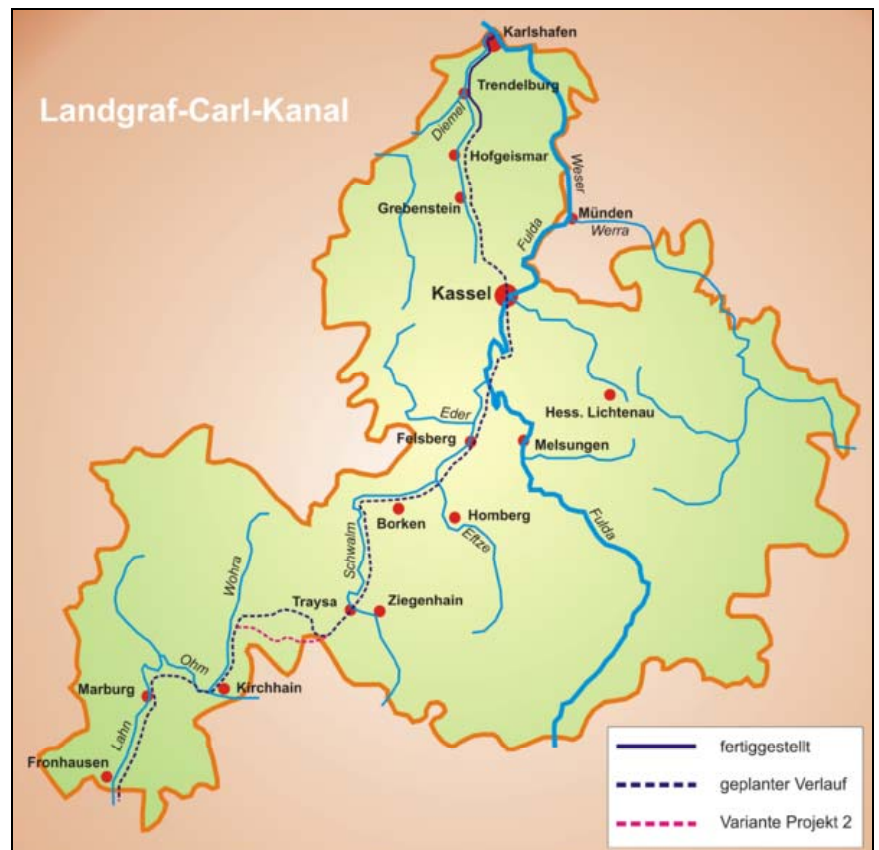 Karlshafen
Landgraf-Carl-Kanal
Trendelburg
Diemel
Hofgeismar
Weser
Grebenstein
Münden
Fulda
Werra
Kassel
Hess. Lichtenau
Eder
Felsberg
Melsungen
Borken
Homberg
Fulda
Schwalm
Eftze
Wohra
Traysa
Ziegenhain
Ohm
Marburg
Kirchhain
Lahn
Fronhausen
fertiggestellt
geplanter Verlauf
Variante Projekt 2